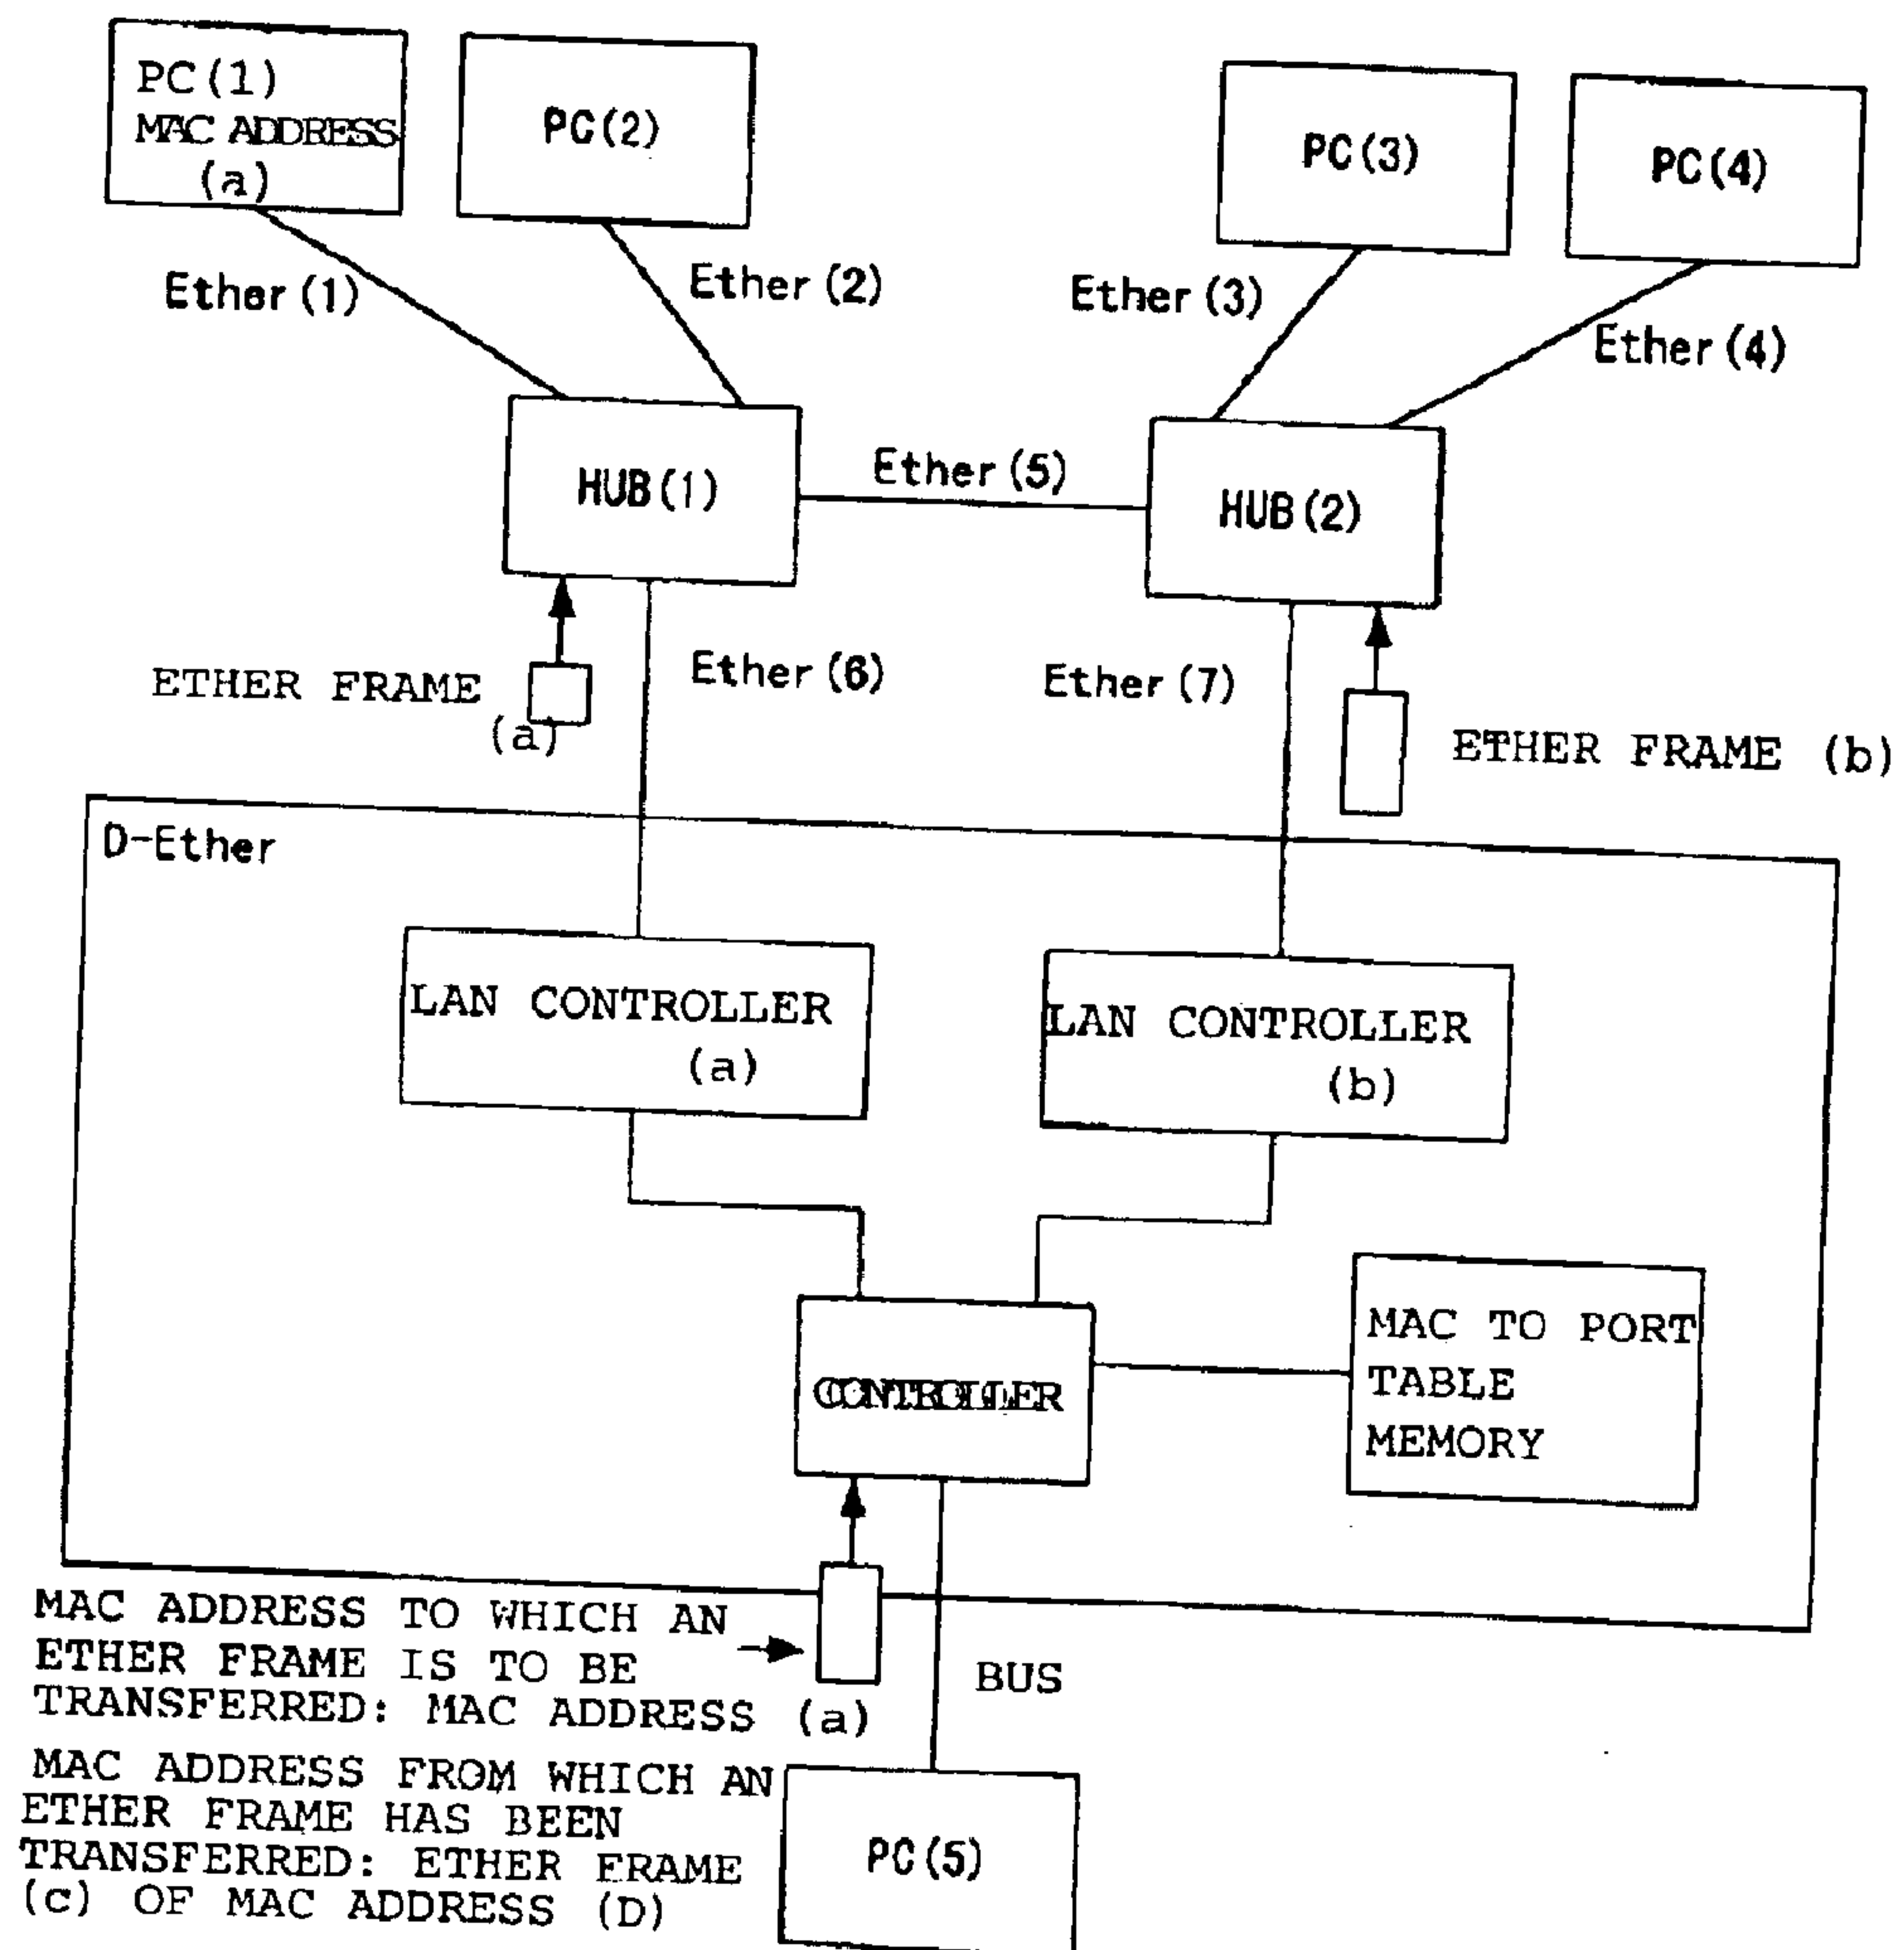 PC(1)
MAC ADDRESS
(a)
PC(2)
PC(3)
PC(4)
Ether(1)
Ether(2)
Ether(3)
Ether(4)
HUB(1)
Ether(5)
HUB(2)
ETHER FRAME
(a)
Ether(6)
Ether(7)
ETHER FRAME (b)
D-Ether
LAN CONTROLLER
(a)
LAN CONTROLLER
(b)
CONTROLLER
MAC TO PORT
TABLE
MEMORY
MAC ADDRESS TO WHICH AN
ETHER FRAME IS TO BE
TRANSFERRED: MAC ADDRESS (a)
BUS
MAC ADDRESS FROM WHICH AN
ETHER FRAME HAS BEEN
TRANSFERRED: ETHER FRAME
(c) OF MAC ADDRESS (D)
PC(5)